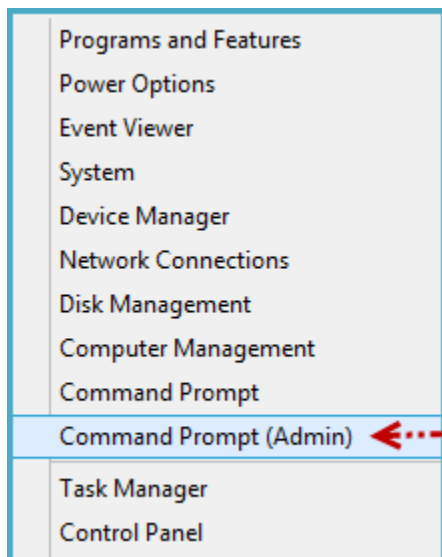 Programs and Features
Power Options
Event Viewer
System
Device Manager
Network Connections
Disk Management
Computer Management
Command Prompt
Command Prompt (Admin)
Task Manager
Control Panel